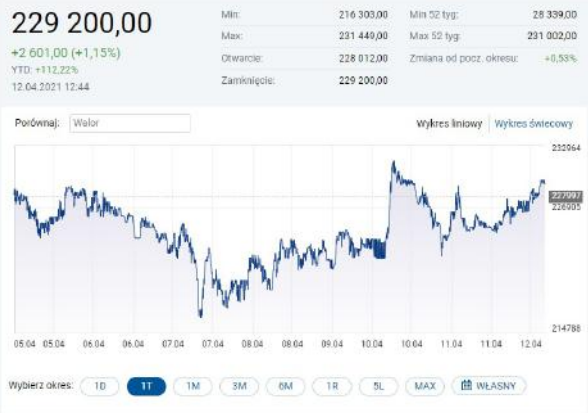 229 200,00
+2 601,00 (+1,15%)
YTD: +112,22%
12.04.2021 12:44
Min: 216 303,00 Min 52 tyg: 28 339,00
Max: 231 449,00 Max 52 tyg: 231 002,00
Otwarcie: 228 012,00 Zmiana od pocz. okresu: +0,53%
Zamknięcie: 229 200,00
Porównaj: Walor Wykres liniowy Wykres świecowy
232064
227997
226905
214788
05.04 05.04 06.04 06.04 07.04 07.04 08.04 08.04 09.04 10.04 10.04 11.04 11.04 12.04
Wybierz okres: 1D 1T 1M 3M 6M 1R 5L MAX WŁASNY